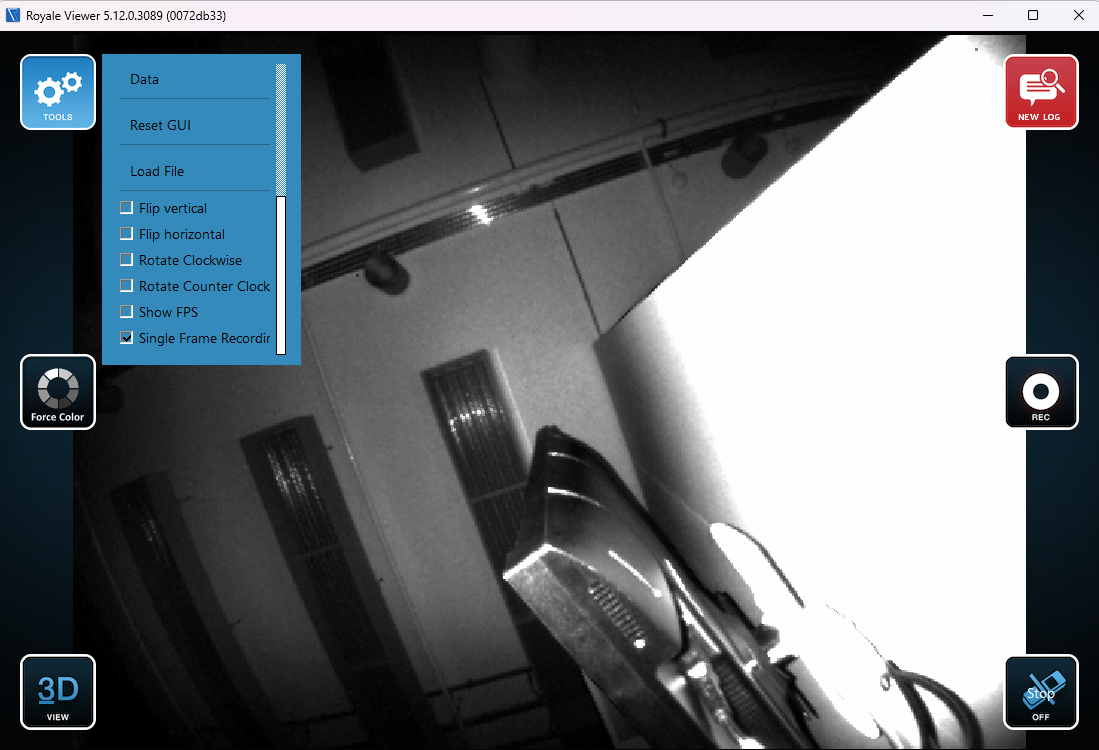 Royale Viewer 5.12.0.3089 (0072db33)
TOOLS
Data
Reset GUI
Load File
Flip vertical
Flip horizontal
Rotate Clockwise
Rotate Counter Clock
Show FPS
Single Frame Recordin
NEW LOG
Force Color
REC
3D
VIEW
Stop
OFF